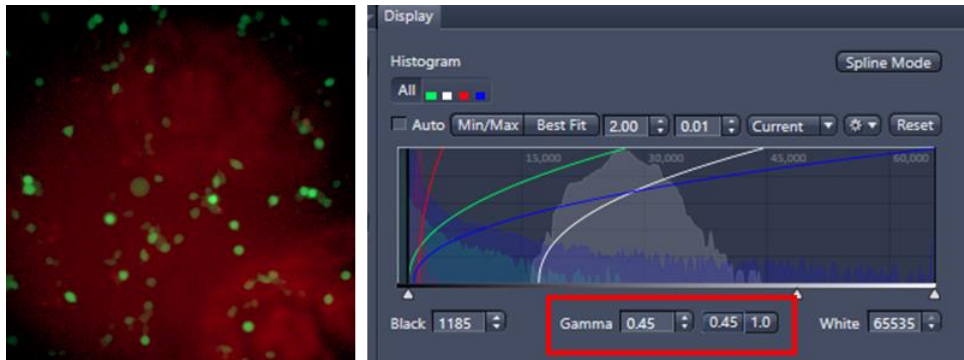 Display
Histogram
Spline Mode
All
Auto Min/Max Best Fit 2.00 0.01 Current Reset
15,000 30,000 45,000 60,000
Black 1185 Gamma 0.45 0.45 1.0 White 65535